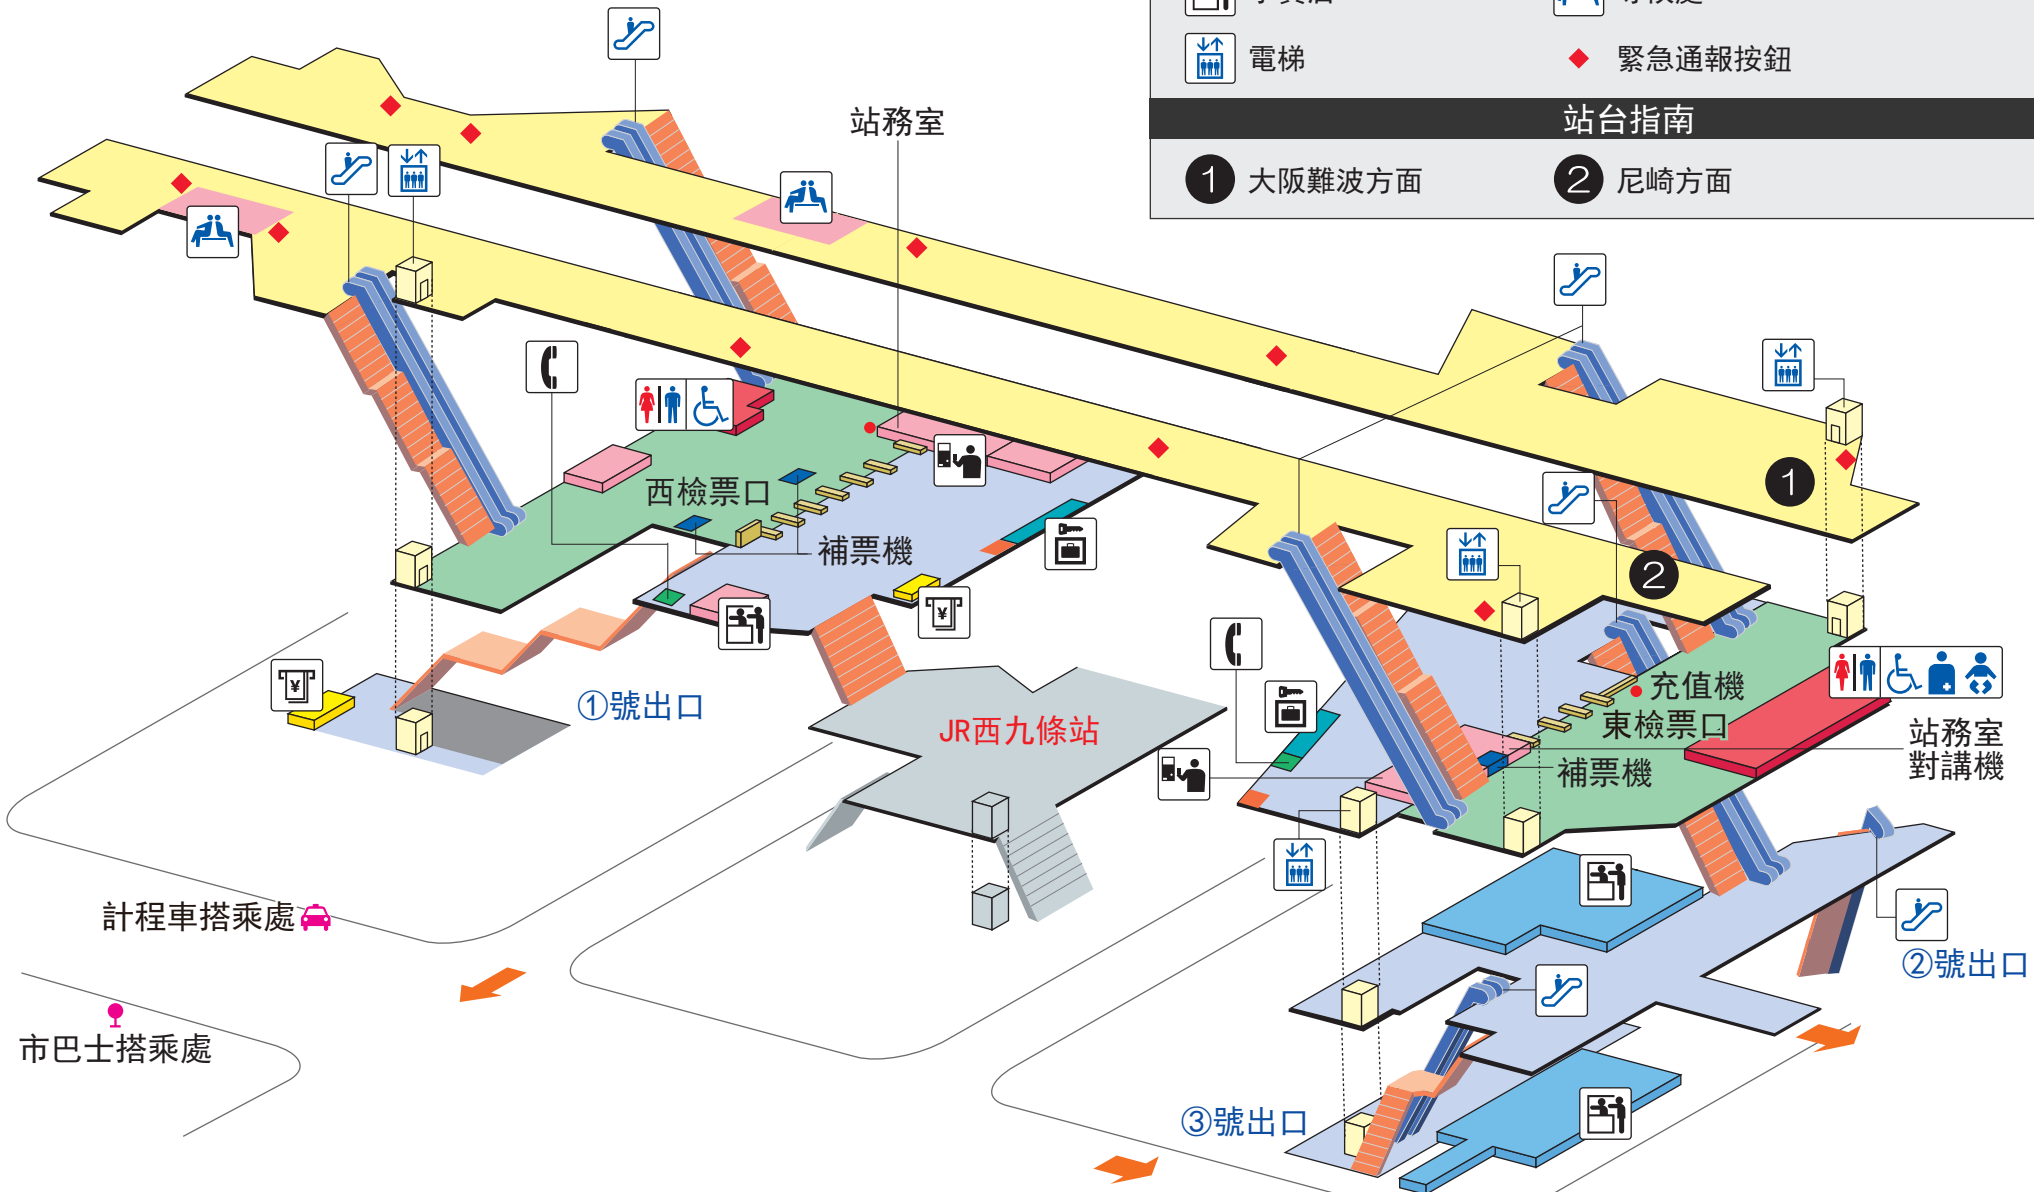 電梯
緊急通報按鈕
站台指南
1 大阪難波方面
2 尼崎方面
站務室
西檢票口
補票機
1
2
充值機
東檢票口
補票機
站務室
對講機
①號出口
JR西九條站
計程車搭乘處
市巴士搭乘處
②號出口
③號出口
¥
¥